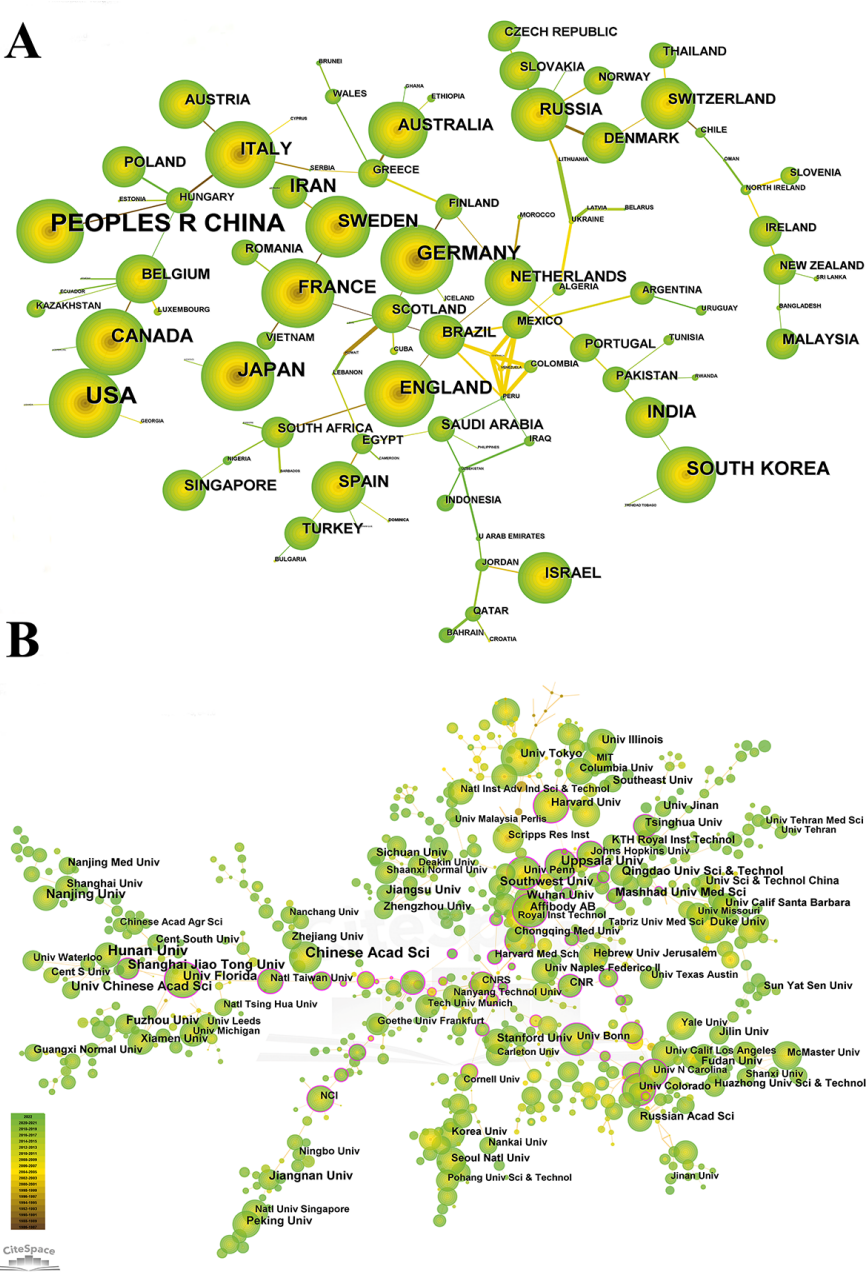 A
CZECH REPUBLIC
THAILAND
BRUNEI
SLOVAKIA
NORWAY
GHANA
WALES
ETHIOPIA
AUSTRIA
SWITZERLAND
RUSSIA
CYPRUS
AUSTRALIA
CHILE
DENMARK
ITALY
LITHUANIA
OMAN
POLAND
SERBIA
GREECE
SLOVENIA
IRAN
NORTH IRELAND
ESTONIA
HUNGARY
FINLAND
LATVIA
BELARUS
MOROCCO
PEOPLES R CHINA
SWEDEN
UKRAINE
IRELAND
ROMANIA
GERMANY
NEW ZEALAND
BELGIUM
NETHERLANDS
SRI LANKA
FRANCE
ALGERIA
ARGENTINA
ECUADOR
ICELAND
KAZAKHSTAN
LUXEMBOURG
SCOTLAND
BANGLADESH
URUGUAY
MEXICO
BRAZIL
CANADA
VIETNAM
TUNISIA
MALAYSIA
PORTUGAL
CUBA
KUWAIT
VENEZUELA
COLOMBIA
JAPAN
LEBANON
PAKISTAN
RWANDA
ENGLAND
USA
PERU
INDIA
GEORGIA
SOUTH AFRICA
SAUDI ARABIA
EGYPT
IRAQ
PHILIPPINES
NIGERIA
CAMEROON
BARBADOS
SOUTH KOREA
SINGAPORE
SPAIN
INDONESIA
TRINIDAD TOBAGO
DOMINICA
TURKEY
U ARAB EMIRATES
BULGARIA
JORDAN
ISRAEL
QATAR
BAHRAIN
CROATIA
B
Univ Illinois
Univ Tokyo
MIT
Columbia Univ
Southeast Univ
Natl Inst Adv Ind Sci & Technol
Harvard Univ
Univ Jinan
Univ Malaysia Perlis
Tsinghua Univ
Univ Tehran Med Sci
Univ Tehran
Scripps Res Inst
KTH Royal Inst Technol
Johns Hopkins Univ
Sichuan Univ
Nanjing Med Univ
Deakin Univ
Uppsala Univ
Shaanxi Normal Univ
Univ Penn
Qingdao Univ Sci & Technol
Shanghai Univ
Southwest Univ
Univ Sci & Technol China
Jiangsu Univ
Mashhad Univ Med Sci
Nanjing Univ
Wuhan Univ
Univ Calif Santa Barbara
Zhengzhou Univ
Affibody AB
Univ Missouri
Nanchang Univ
Royal Inst Technol
Tabriz Univ Med Sci
Duke Univ
Chinese Acad Agr Sci
Chongqing Med Univ
Zhejiang Univ
Cent South Univ
Hunan Univ
Chinese Acad Sci
Harvard Med Sch
Hebrew Univ Jerusalem
Univ Waterloo
Shanghai Jiao Tong Univ
Univ Naples Federico II
Cent S Univ
Univ Florida
Natl Taiwan Univ
Univ Texas Austin
CNRS
CNR
Univ Chinese Acad Sci
Nanyang Technol Univ
Sun Yat Sen Univ
Natl Tsing Hua Univ
Tech Univ Munich
Fuzhou Univ
Univ Leeds
Goethe Univ Frankfurt
Yale Univ
Univ Michigan
Jilin Univ
Xiamen Univ
Stanford Univ
Univ Bonn
Guangxi Normal Univ
Carleton Univ
Univ Calif Los Angeles
McMaster Univ
Fudan Univ
Univ N Carolina
Shanxi Univ
Cornell Univ
Univ Colorado
Huazhong Univ Sci & Technol
NCI
Russian Acad Sci
Korea Univ
Nankai Univ
Ningbo Univ
Seoul Natl Univ
Jiangnan Univ
Pohang Univ Sci & Technol
Jinan Univ
Natl Univ Singapore
Peking Univ
CiteSpace